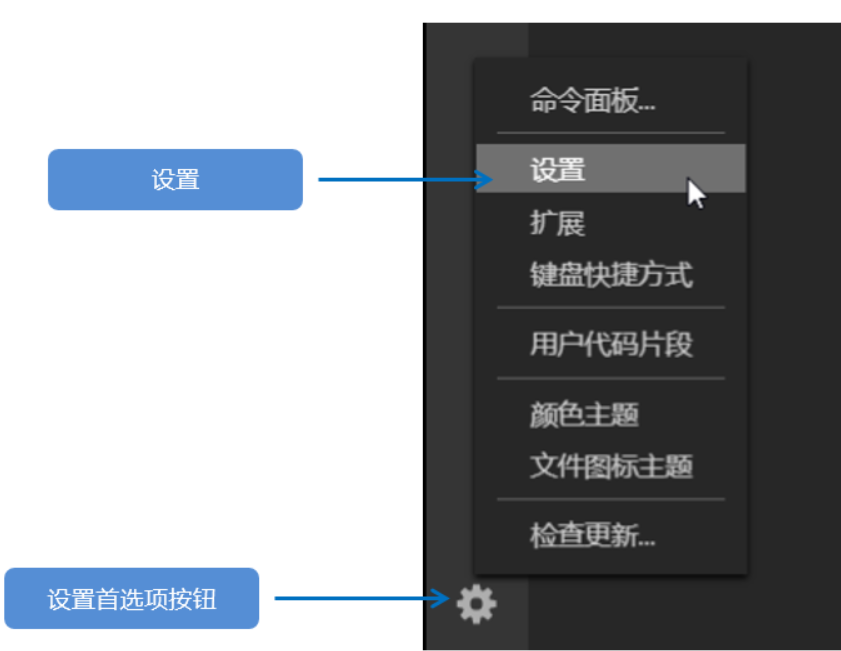 命令面板...
设置
设置
扩展
键盘快捷方式
用户代码片段
颜色主题
文件图标主题
检查更新...
设置首选项按钮